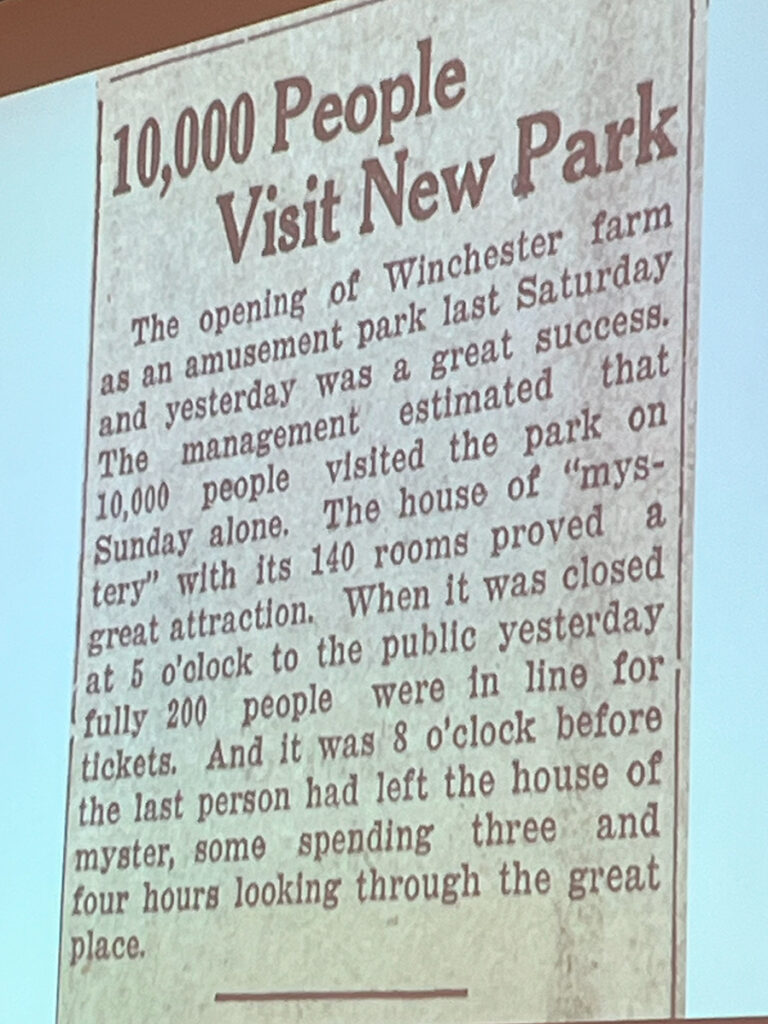 10,000 People
Visit New Park
The opening of Winchester farm
as an amusement park last Saturday
and yesterday was a great success.
The management estimated that
10,000 people visited the park on
Sunday alone. The house of “mys-
tery” with its 140 rooms proved a
great attraction. When it was closed
at 5 o'clock to the public yesterday
fully 200 people were in line for
tickets. And it was 8 o'clock before
the last person had left the house of
myster, some spending three and
four hours looking through the great
place.